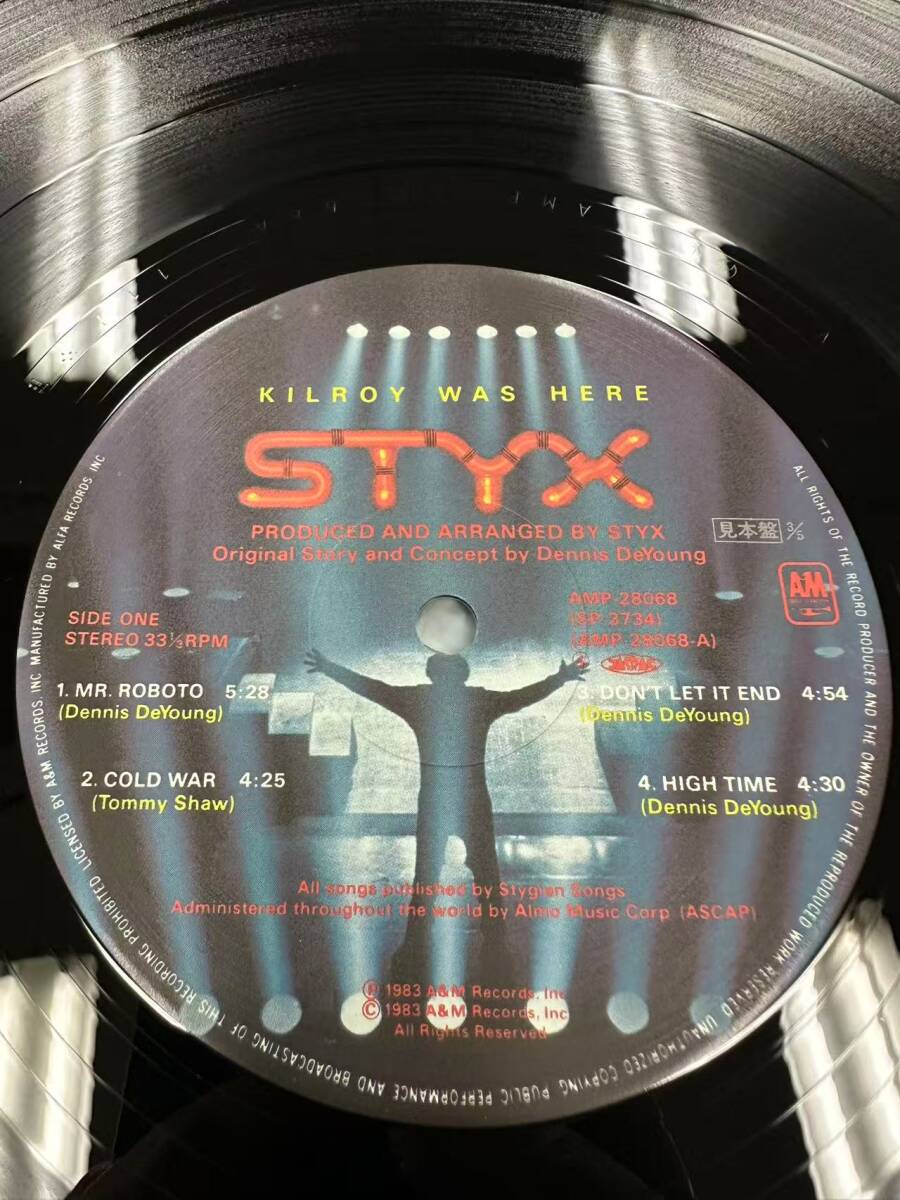 KILROY WAS HERE
STYX
PRODUCED AND ARRANGED BY STYX
Original Story and Concept by Dennis DeYoung
見本盤 3/5
A&M
SIDE ONE
STEREO 33⅓RPM
AMP-28068
(SP-3734)
(AMP-28068-A)
1. MR. ROBOTO 5:28
(Dennis DeYoung)
2. COLD WAR 4:25
(Tommy Shaw)
3. DON'T LET IT END 4:54
(Dennis DeYoung)
4. HIGH TIME 4:30
(Dennis DeYoung)
All songs published by Stygian Songs
Administered throughout the world by Almo Music Corp (ASCAP)
Ⓟ 1983 A&M Records, Inc
© 1983 A&M Records, Inc
All Rights Reserved
ALL RIGHTS OF THE RECORD PRODUCER AND THE OWNER OF THE REPRODUCED WORK RESERVED UNAUTHORIZED COPYING PUBLIC PERFORMANCE AND BROADCASTING OF THIS RECORDING PROHIBITED LICENSED BY A&M RECORDS, INC MANUFACTURED BY ALFA RECORDS INC